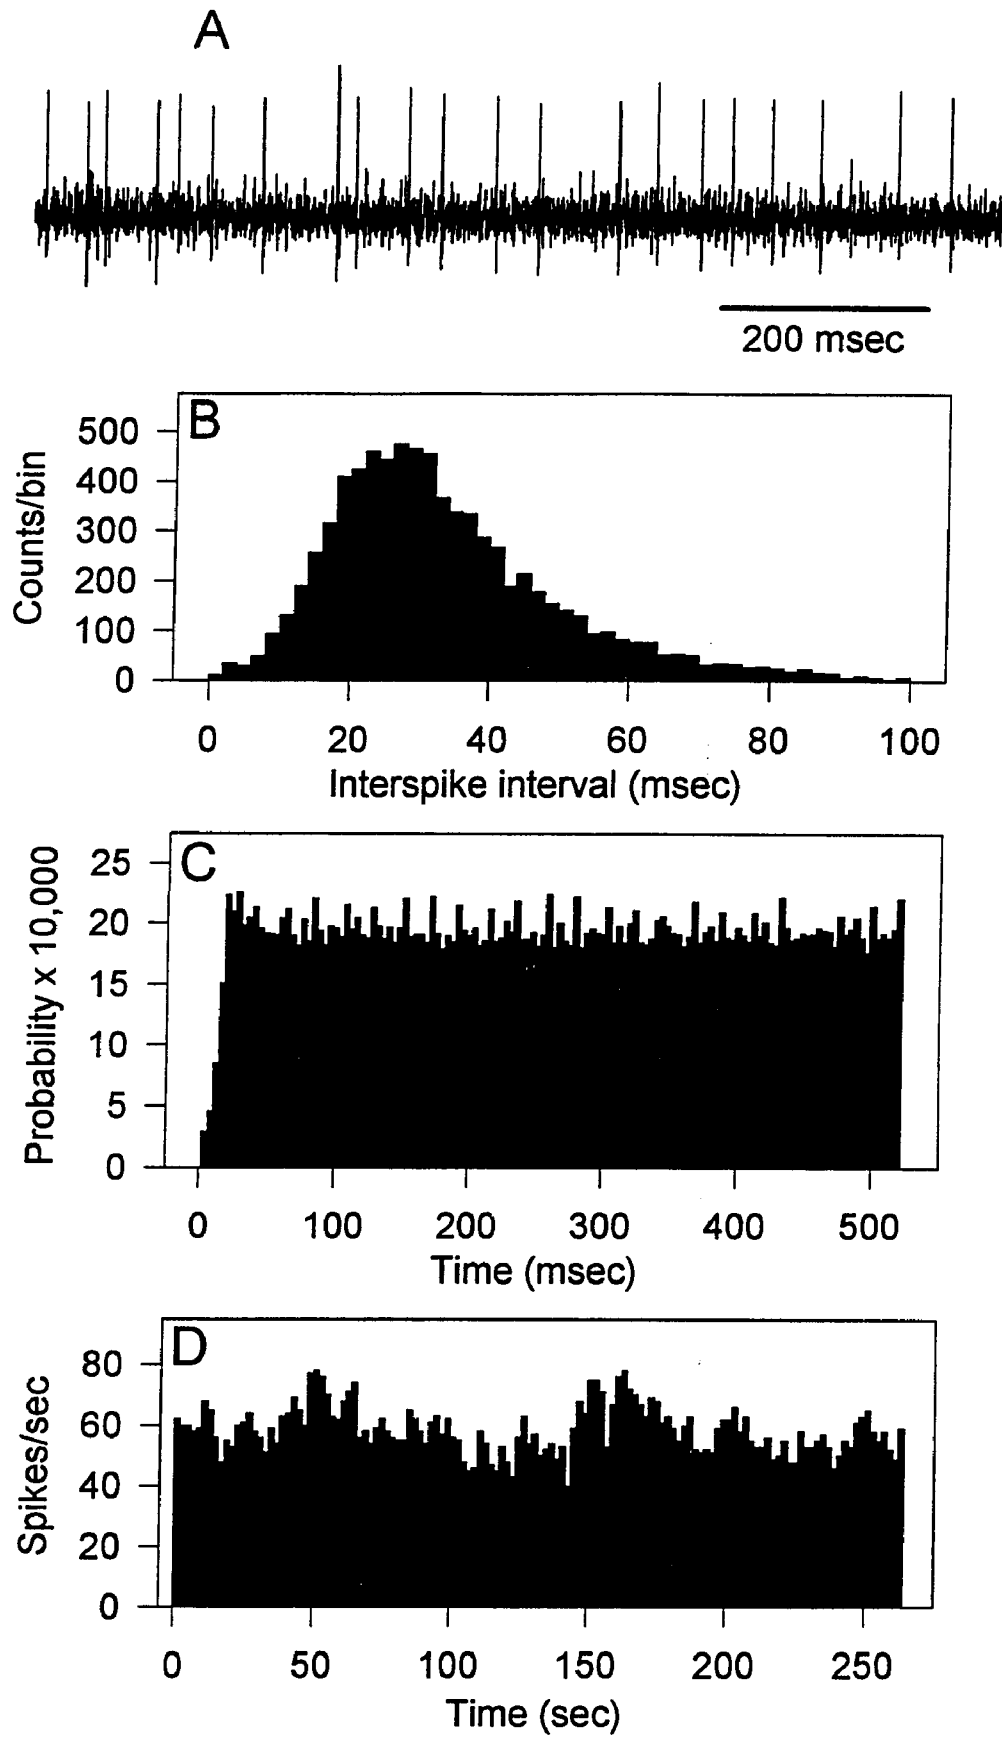 A
200 msec
B
500
400
300
200
100
0
Counts/bin
0 20 40 60 80 100
Interspike interval (msec)
C
25
20
15
10
5
0
Probability x 10,000
0 100 200 300 400 500
Time (msec)
D
80
60
40
20
0
Spikes/sec
0 50 100 150 200 250
Time (sec)